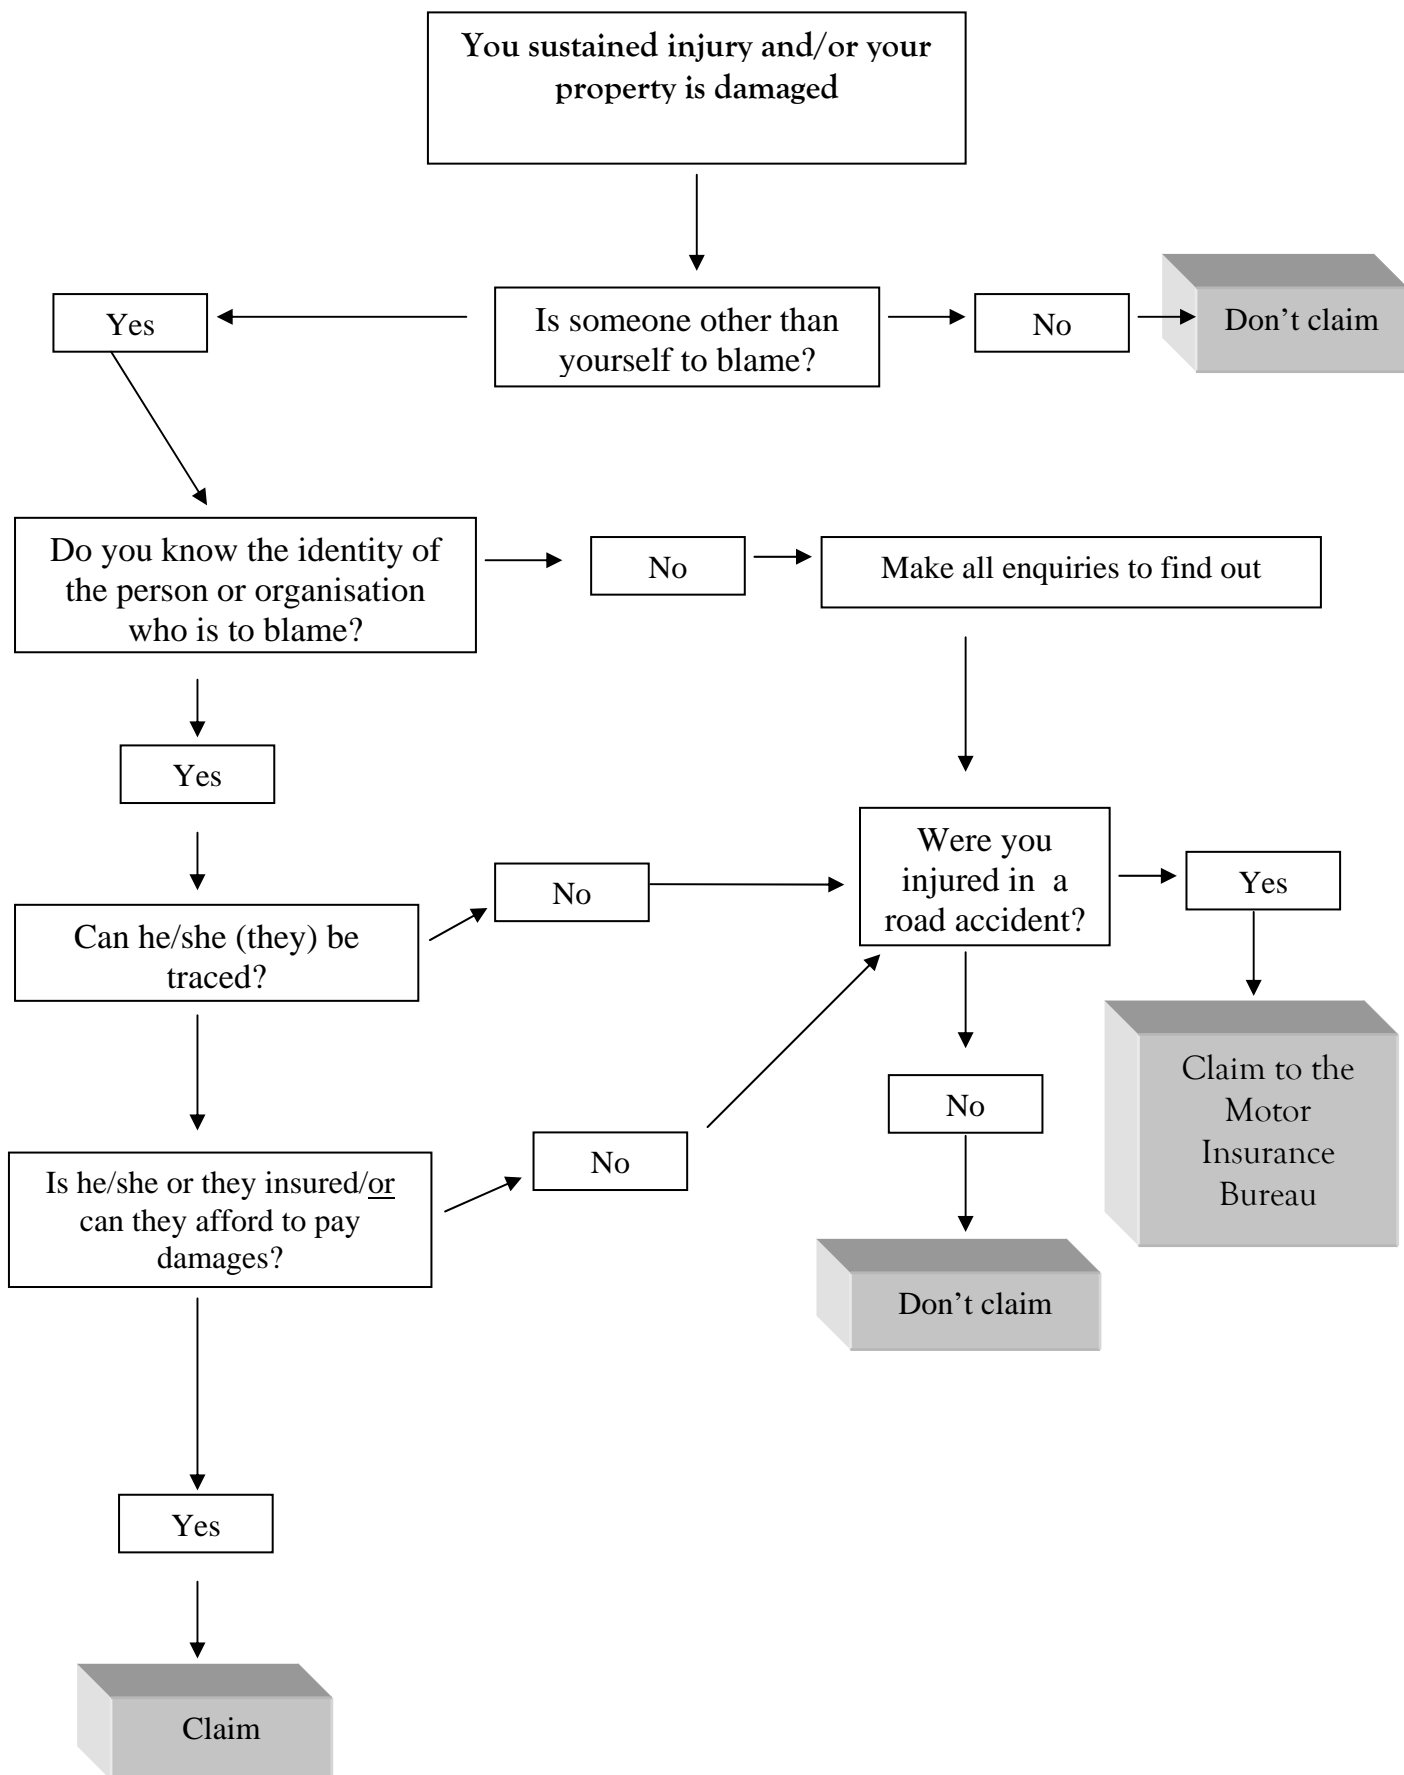 You sustained injury and/or your
property is damaged
Yes
Is someone other than
yourself to blame?
No
Don’t claim
Do you know the identity of
the person or organisation
who is to blame?
No
Make all enquiries to find out
Yes
Were you
injured in a
road accident?
Yes
No
Can he/she (they) be
traced?
Claim to the
Motor
Insurance
Bureau
No
No
Is he/she or they insured/or
can they afford to pay
damages?
Don’t claim
Yes
Claim